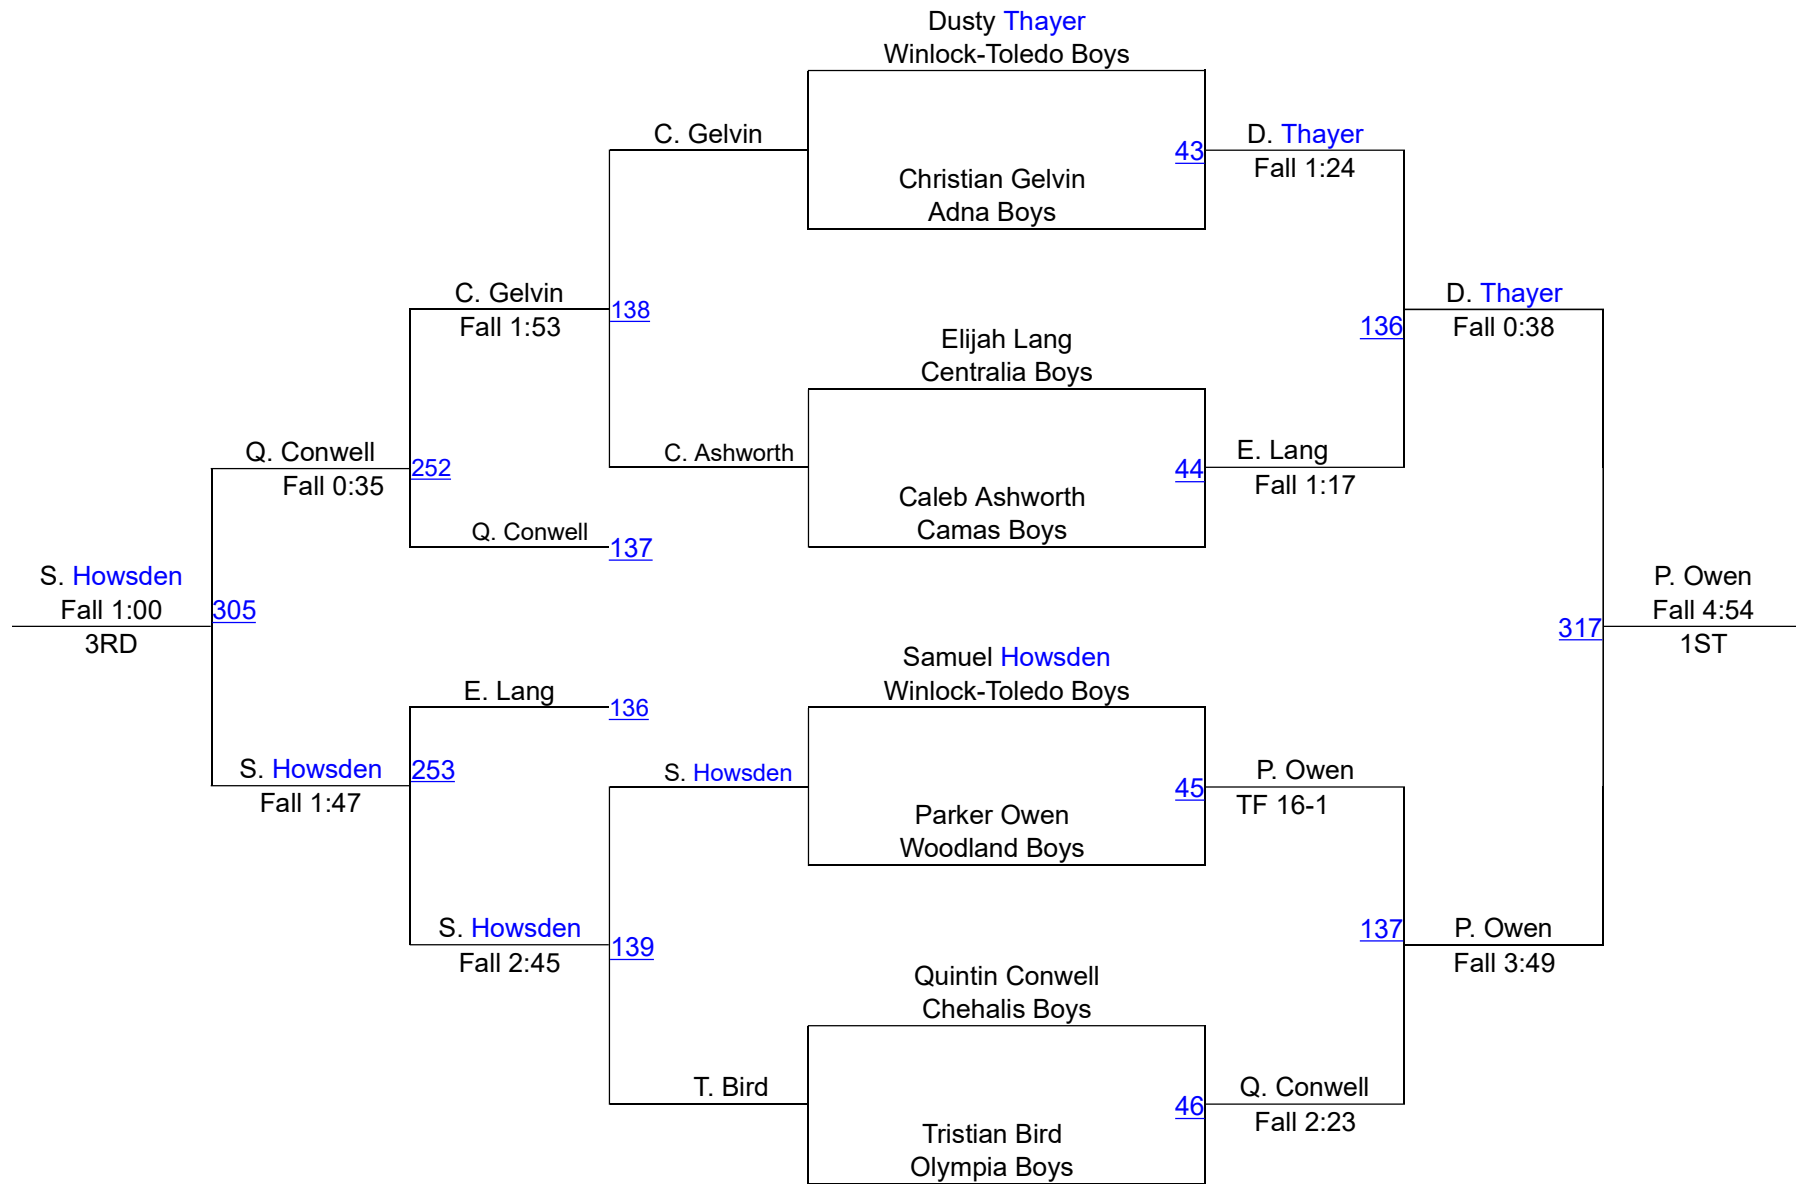 Dusty Thayer
Winlock-Toledo Boys
C. Gelvin
43
D. Thayer
Fall 1:24
Christian Gelvin
Adna Boys
C. Gelvin
Fall 1:53
138
D. Thayer
Fall 0:38
136
Elijah Lang
Centralia Boys
Q. Conwell
Fall 0:35
252
C. Ashworth
44
E. Lang
Fall 1:17
Caleb Ashworth
Camas Boys
Q. Conwell
137
S. Howsden
Fall 1:00
3RD
305
P. Owen
Fall 4:54
1ST
317
Samuel Howsden
Winlock-Toledo Boys
E. Lang
136
S. Howsden
Fall 1:47
253
S. Howsden
45
P. Owen
TF 16-1
Parker Owen
Woodland Boys
S. Howsden
Fall 2:45
139
137
P. Owen
Fall 3:49
Quintin Conwell
Chehalis Boys
T. Bird
46
Q. Conwell
Fall 2:23
Tristian Bird
Olympia Boys